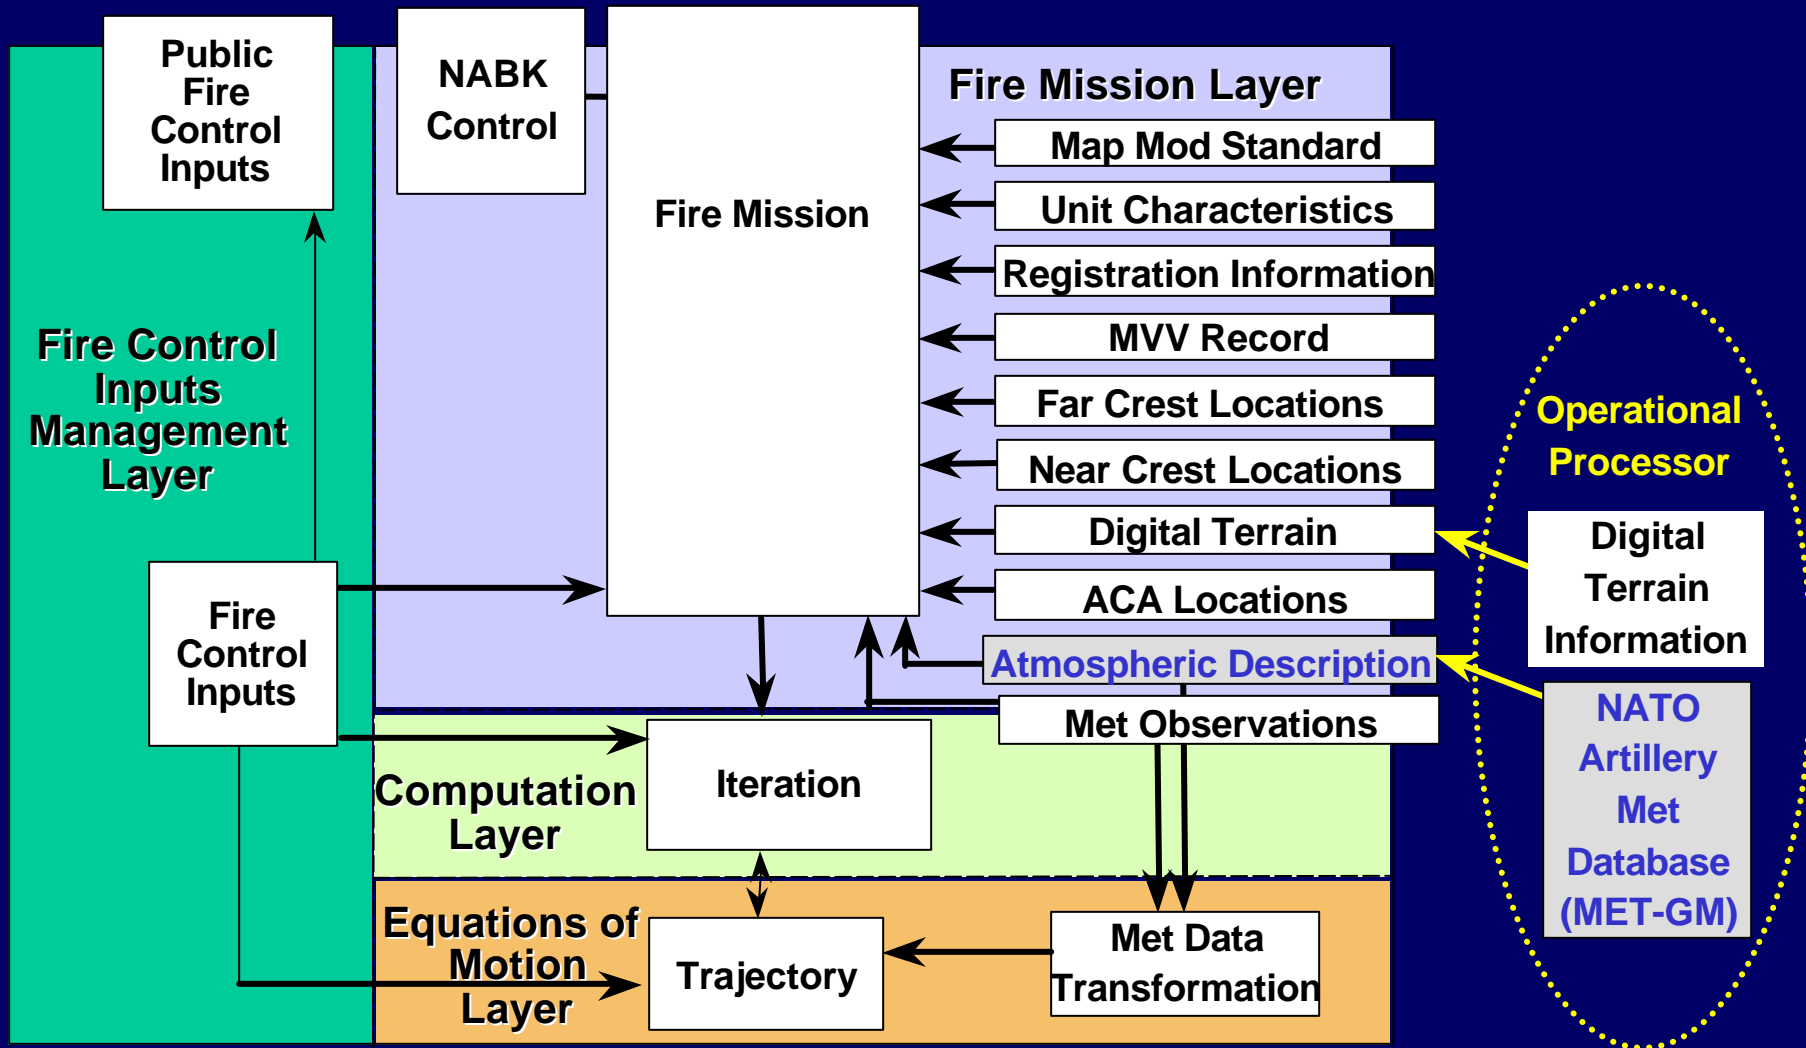 Public
Fire
Control
Inputs
NABK
Control
Fire Mission
Fire Mission Layer
Map Mod Standard
Unit Characteristics
Registration Information
MVV Record
Far Crest Locations
Near Crest Locations
Digital Terrain
ACA Locations
Atmospheric Description
Met Observations
Fire Control
Inputs
Management
Layer
Fire
Control
Inputs
Operational
Processor
Digital
Terrain
Information
NATO
Artillery
Met
Database
(MET-GM)
Computation
Layer
Iteration
Equations of
Motion
Layer
Trajectory
Met Data
Transformation